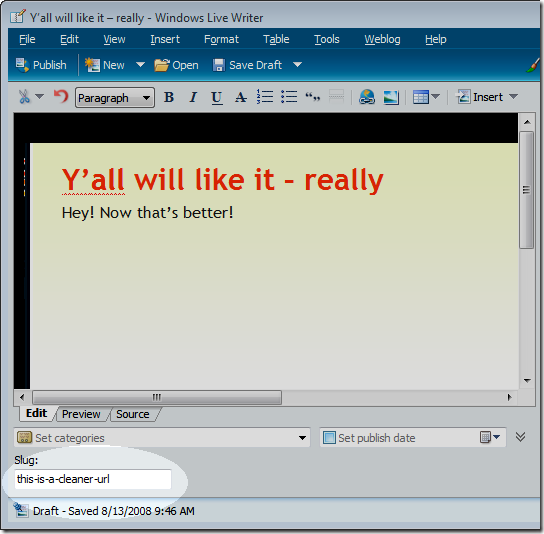 Y'all will like it – really - Windows Live Writer
File Edit View Insert Format Table Tools Weblog Help
Publish New Open Save Draft
Paragraph B I U A Insert
Y'all will like it – really
Hey! Now that's better!
Edit Preview Source
Set categories Set publish date
Slug:
this-is-a-cleaner-url
Draft - Saved 8/13/2008 9:46 AM